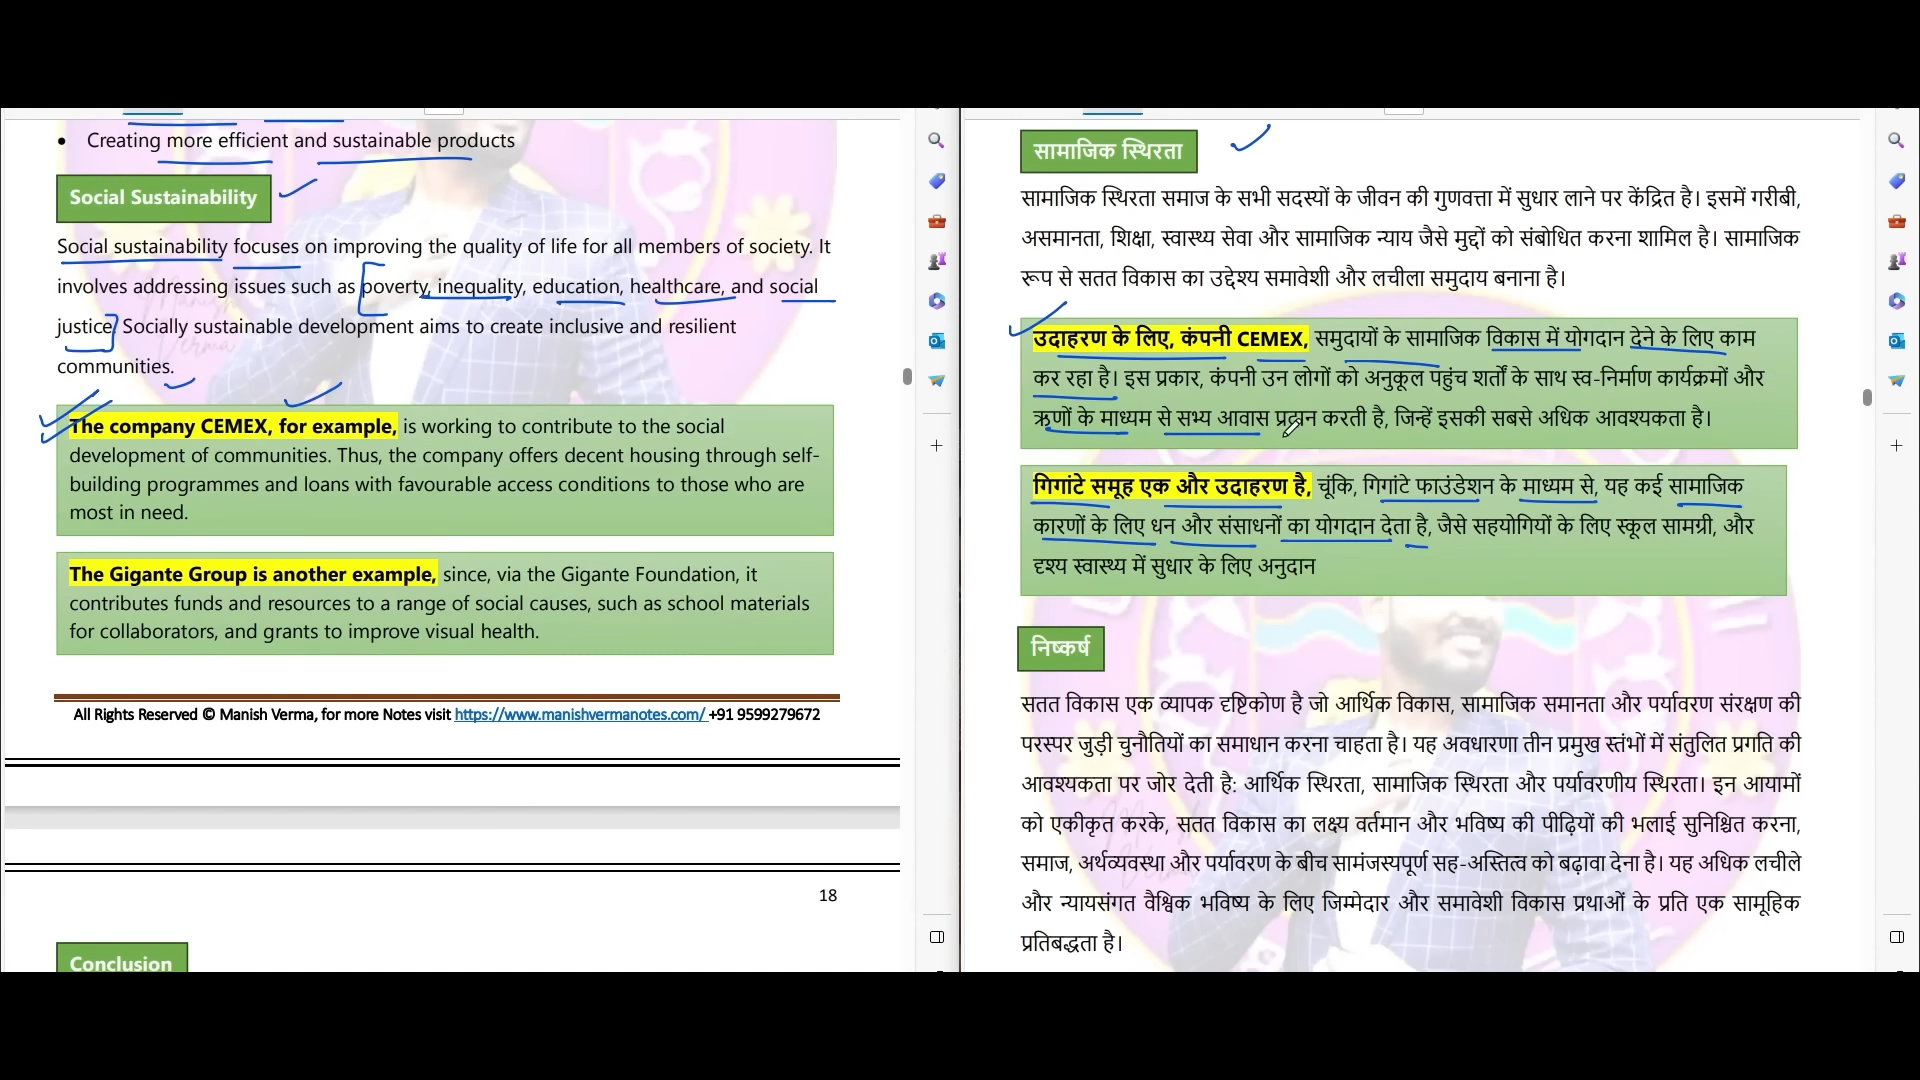 • Creating more efficient and sustainable products
Social Sustainability
Social sustainability focuses on improving the quality of life for all members of society. It
involves addressing issues such as poverty, inequality, education, healthcare, and social
justice. Socially sustainable development aims to create inclusive and resilient
communities.
The company CEMEX, for example, is working to contribute to the social
development of communities. Thus, the company offers decent housing through self-
building programmes and loans with favourable access conditions to those who are
most in need.
The Gigante Group is another example, since, via the Gigante Foundation, it
contributes funds and resources to a range of social causes, such as school materials
for collaborators, and grants to improve visual health.
All Rights Reserved © Manish Verma, for more Notes visit https://www.manishvermanotes.com/ +91 9599279672
18
Conclusion
सामाजिक स्थिरता
सामाजिक स्थिरता समाज के सभी सदस्यों के जीवन की गुणवत्ता में सुधार लाने पर केंद्रित है। इसमें गरीबी,
असमानता, शिक्षा, स्वास्थ्य सेवा और सामाजिक न्याय जैसे मुद्दों को संबोधित करना शामिल है। सामाजिक
रूप से सतत विकास का उद्देश्य समावेशी और लचीला समुदाय बनाना है।
उदाहरण के लिए, कंपनी CEMEX, समुदायों के सामाजिक विकास में योगदान देने के लिए काम
कर रहा है। इस प्रकार, कंपनी उन लोगों को अनुकूल पहुंच शर्तों के साथ स्व-निर्माण कार्यक्रमों और
ऋणों के माध्यम से सभ्य आवास प्रदान करती है, जिन्हें इसकी सबसे अधिक आवश्यकता है।
गिगांटे समूह एक और उदाहरण है, चूंकि, गिगांटे फाउंडेशन के माध्यम से, यह कई सामाजिक
कारणों के लिए धन और संसाधनों का योगदान देता है, जैसे सहयोगियों के लिए स्कूल सामग्री, और
दृश्य स्वास्थ्य में सुधार के लिए अनुदान
निष्कर्ष
सतत विकास एक व्यापक दृष्टिकोण है जो आर्थिक विकास, सामाजिक समानता और पर्यावरण संरक्षण की
परस्पर जुड़ी चुनौतियों का समाधान करना चाहता है। यह अवधारणा तीन प्रमुख स्तंभों में संतुलित प्रगति की
आवश्यकता पर जोर देती है: आर्थिक स्थिरता, सामाजिक स्थिरता और पर्यावरणीय स्थिरता। इन आयामों
को एकीकृत करके, सतत विकास का लक्ष्य वर्तमान और भविष्य की पीढ़ियों की भलाई सुनिश्चित करना,
समाज, अर्थव्यवस्था और पर्यावरण के बीच सामंजस्यपूर्ण सह-अस्तित्व को बढ़ावा देना है। यह अधिक लचीले
और न्यायसंगत वैश्विक भविष्य के लिए जिम्मेदार और समावेशी विकास प्रथाओं के प्रति एक सामूहिक
प्रतिबद्धता है।